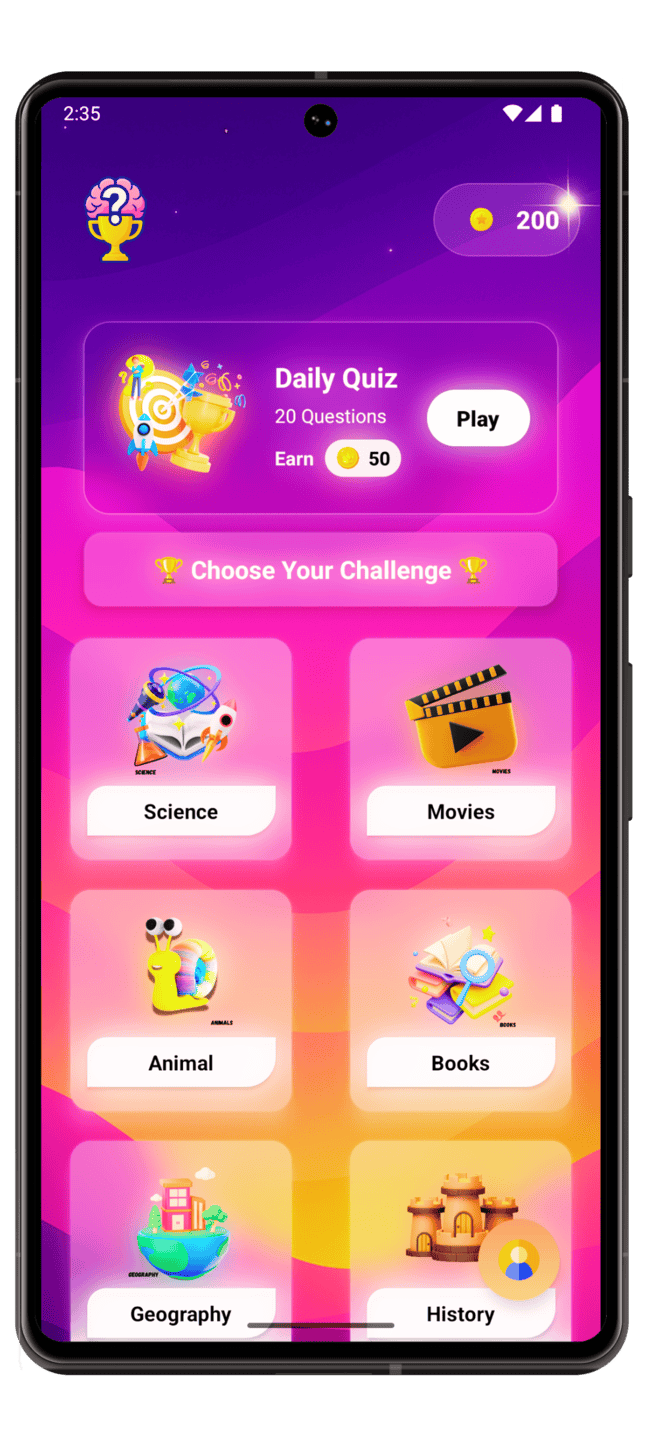 2:35
?
200
Daily Quiz
20 Questions
Play
Earn 50
🏆 Choose Your Challenge 🏆
SCIENCE
MOVIES
Science
Movies
ANIMALS
BOOKS
Animal
Books
GEOGRAPHY
Geography
History